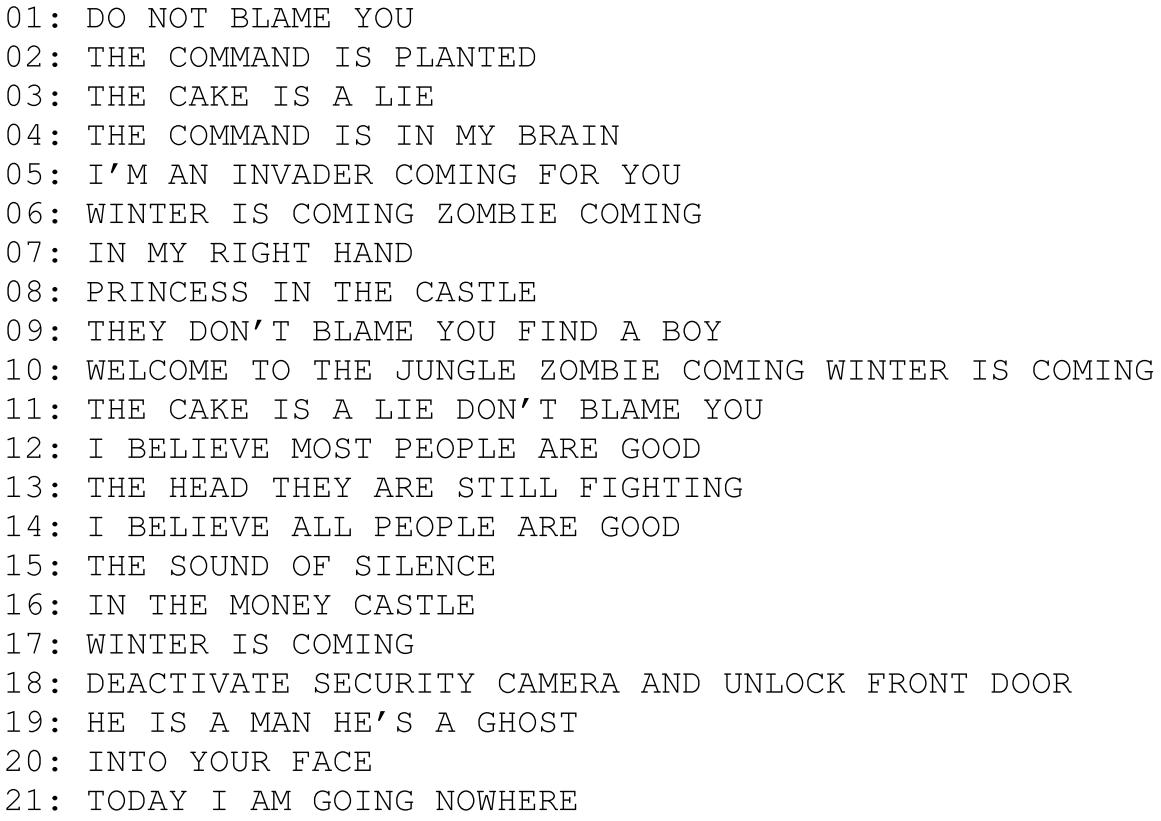 01: DO NOT BLAME YOU
02: THE COMMAND IS PLANTED
03: THE CAKE IS A LIE
04: THE COMMAND IS IN MY BRAIN
05: I'M AN INVADER COMING FOR YOU
06: WINTER IS COMING ZOMBIE COMING
07: IN MY RIGHT HAND
08: PRINCESS IN THE CASTLE
09: THEY DON'T BLAME YOU FIND A BOY
10: WELCOME TO THE JUNGLE ZOMBIE COMING WINTER IS COMING
11: THE CAKE IS A LIE DON'T BLAME YOU
12: I BELIEVE MOST PEOPLE ARE GOOD
13: THE HEAD THEY ARE STILL FIGHTING
14: I BELIEVE ALL PEOPLE ARE GOOD
15: THE SOUND OF SILENCE
16: IN THE MONEY CASTLE
17: WINTER IS COMING
18: DEACTIVATE SECURITY CAMERA AND UNLOCK FRONT DOOR
19: HE IS A MAN HE'S A GHOST
20: INTO YOUR FACE
21: TODAY I AM GOING NOWHERE